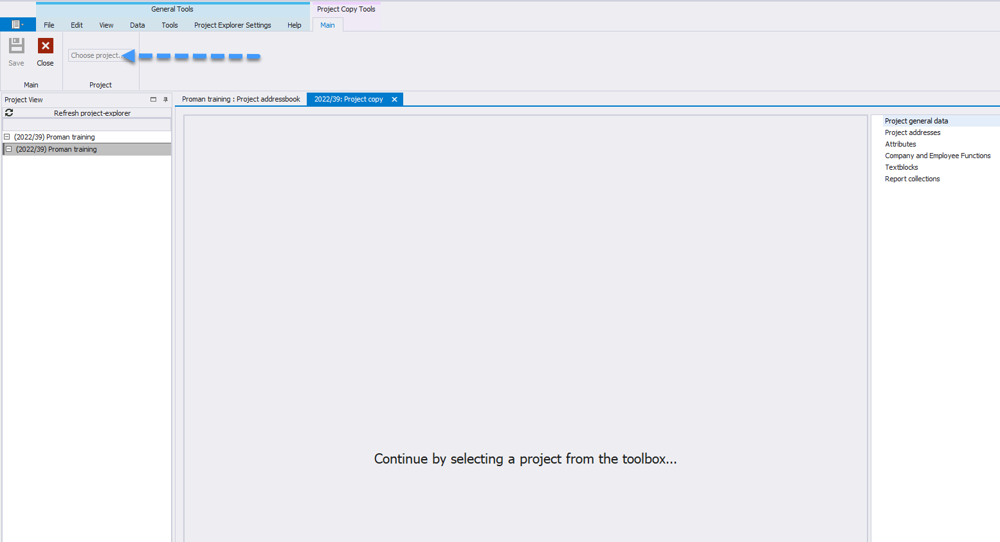 General Tools
Project Copy Tools
File Edit View Data Tools Project Explorer Settings Help Main
Choose project...
Save Close
Main Project
Project View
Proman training : Project addressbook
2022/39: Project copy
Refresh project-explorer
(2022/39) Proman training
(2022/39) Proman training
Project general data
Project addresses
Attributes
Company and Employee Functions
Textblocks
Report collections
Continue by selecting a project from the toolbox...